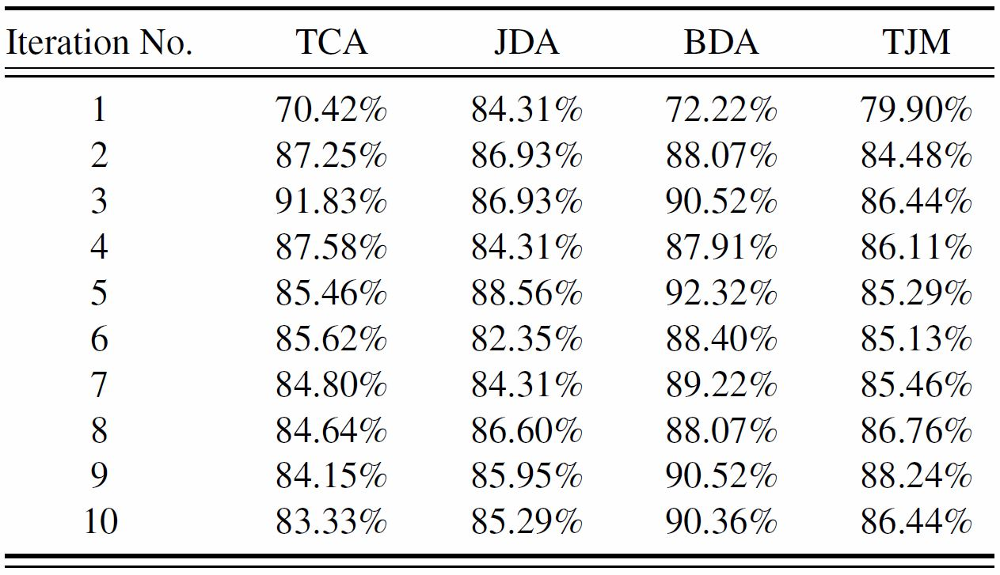 Iteration No. TCA JDA BDA TJM
1 70.42% 84.31% 72.22% 79.90%
2 87.25% 86.93% 88.07% 84.48%
3 91.83% 86.93% 90.52% 86.44%
4 87.58% 84.31% 87.91% 86.11%
5 85.46% 88.56% 92.32% 85.29%
6 85.62% 82.35% 88.40% 85.13%
7 84.80% 84.31% 89.22% 85.46%
8 84.64% 86.60% 88.07% 86.76%
9 84.15% 85.95% 90.52% 88.24%
10 83.33% 85.29% 90.36% 86.44%